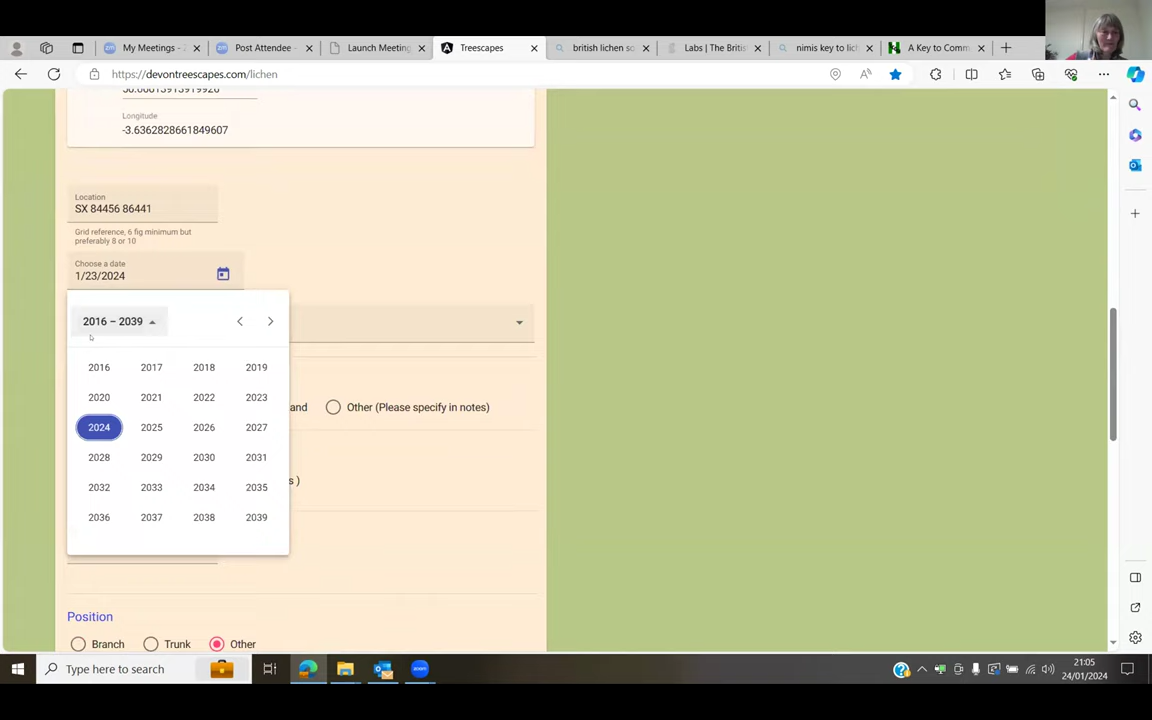 My Meetings - Z
Post Attendee -
Launch Meeting
Treescapes
british lichen so
Labs | The Britis
nimis key to lich
A Key to Comm
https://devontreescapes.com/lichen
Longitude
-3.6362828661849607
Location
SX 84456 86441
Grid reference, 6 fig minimum but
preferably 8 or 10
Choose a date
1/23/2024
2016 – 2039
2016 2017 2018 2019
2020 2021 2022 2023
and Other (Please specify in notes)
2024 2025 2026 2027
2028 2029 2030 2031
s )
2032 2033 2034 2035
2036 2037 2038 2039
Position
Branch Trunk Other
Type here to search
21:05
24/01/2024